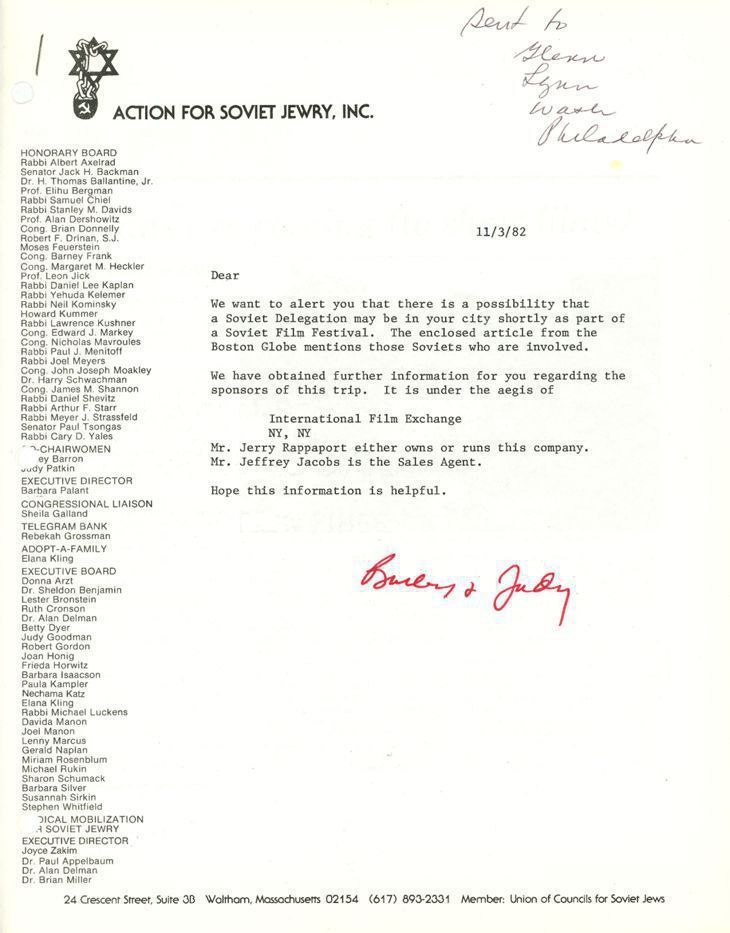 sent to
Glenn
Lynn
Wash
Philadelphia
ACTION FOR SOVIET JEWRY, INC.
HONORARY BOARD
Rabbi Albert Axelrad
Senator Jack H. Backman
Dr. H. Thomas Ballantine, Jr.
Prof. Elihu Bergman
Rabbi Samuel Chiel
Rabbi Stanley M. Davids
Prof. Alan Dershowitz
Cong. Brian Donnelly
Robert F. Drinan, S.J.
Moses Feuerstein
Cong. Barney Frank
Cong. Margaret M. Heckler
Prof. Leon Jick
Rabbi Daniel Lee Kaplan
Rabbi Yehuda Kelemer
Rabbi Neil Kominsky
Howard Kummer
Rabbi Lawrence Kushner
Cong. Edward J. Markey
Cong. Nicholas Mavroules
Rabbi Paul J. Menitoff
Rabbi Joel Meyers
Cong. John Joseph Moakley
Dr. Harry Schwachman
Cong. James M. Shannon
Rabbi Daniel Shevitz
Rabbi Arthur F. Starr
Rabbi Meyer J. Strassfeld
Senator Paul Tsongas
Rabbi Cary D. Yales
O-CHAIRWOMEN
ey Barron
Judy Patkin
EXECUTIVE DIRECTOR
Barbara Palant
CONGRESSIONAL LIAISON
Sheila Galland
TELEGRAM BANK
Rebekah Grossman
ADOPT-A-FAMILY
Elana Kling
EXECUTIVE BOARD
Donna Arzt
Dr. Sheldon Benjamin
Lester Bronstein
Ruth Cronson
Dr. Alan Delman
Betty Dyer
Judy Goodman
Robert Gordon
Joan Honig
Frieda Horwitz
Barbara Isaacson
Paula Kampler
Nechama Katz
Elana Kling
Rabbi Michael Luckens
Davida Manon
Joel Manon
Lenny Marcus
Gerald Naplan
Miriam Rosenblum
Michael Rukin
Sharon Schumack
Barbara Silver
Susannah Sirkin
Stephen Whitfield
DICAL MOBILIZATION
R SOVIET JEWRY
EXECUTIVE DIRECTOR
Joyce Zakim
Dr. Paul Appelbaum
Dr. Alan Delman
Dr. Brian Miller
11/3/82
Dear
We want to alert you that there is a possibility that
a Soviet Delegation may be in your city shortly as part of
a Soviet Film Festival. The enclosed article from the
Boston Globe mentions those Soviets who are involved.
We have obtained further information for you regarding the
sponsors of this trip. It is under the aegis of
International Film Exchange
NY, NY
Mr. Jerry Rappaport either owns or runs this company.
Mr. Jeffrey Jacobs is the Sales Agent.
Hope this information is helpful.
& Judy
24 Crescent Street, Suite 3B Waltham, Massachusetts 02154 (617) 893-2331 Member: Union of Councils for Soviet Jews